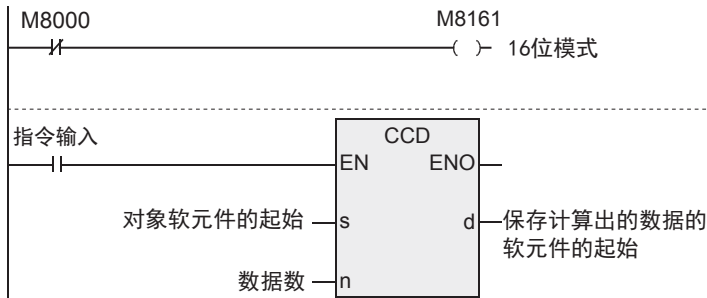 M8000
M8161
16位模式
指令输入
CCD
EN
ENO
对象软元件的起始
s
d
保存计算出的数据的
软元件的起始
数据数
n